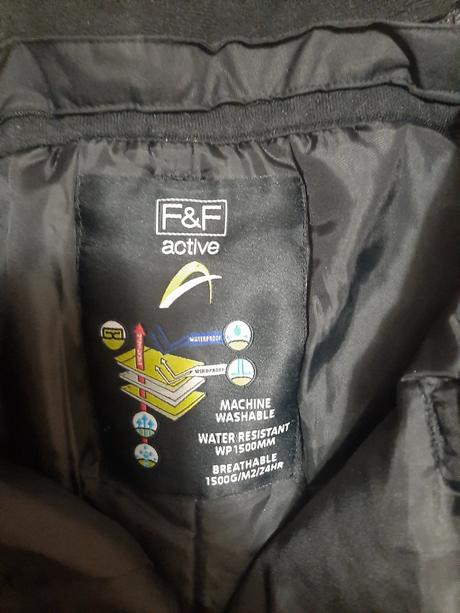 F&F
active
WATERPROOF
WINDPROOF
MACHINE
WASHABLE
WATER RESISTANT
WP1500MM
BREATHABLE
1500G/M2/24HR